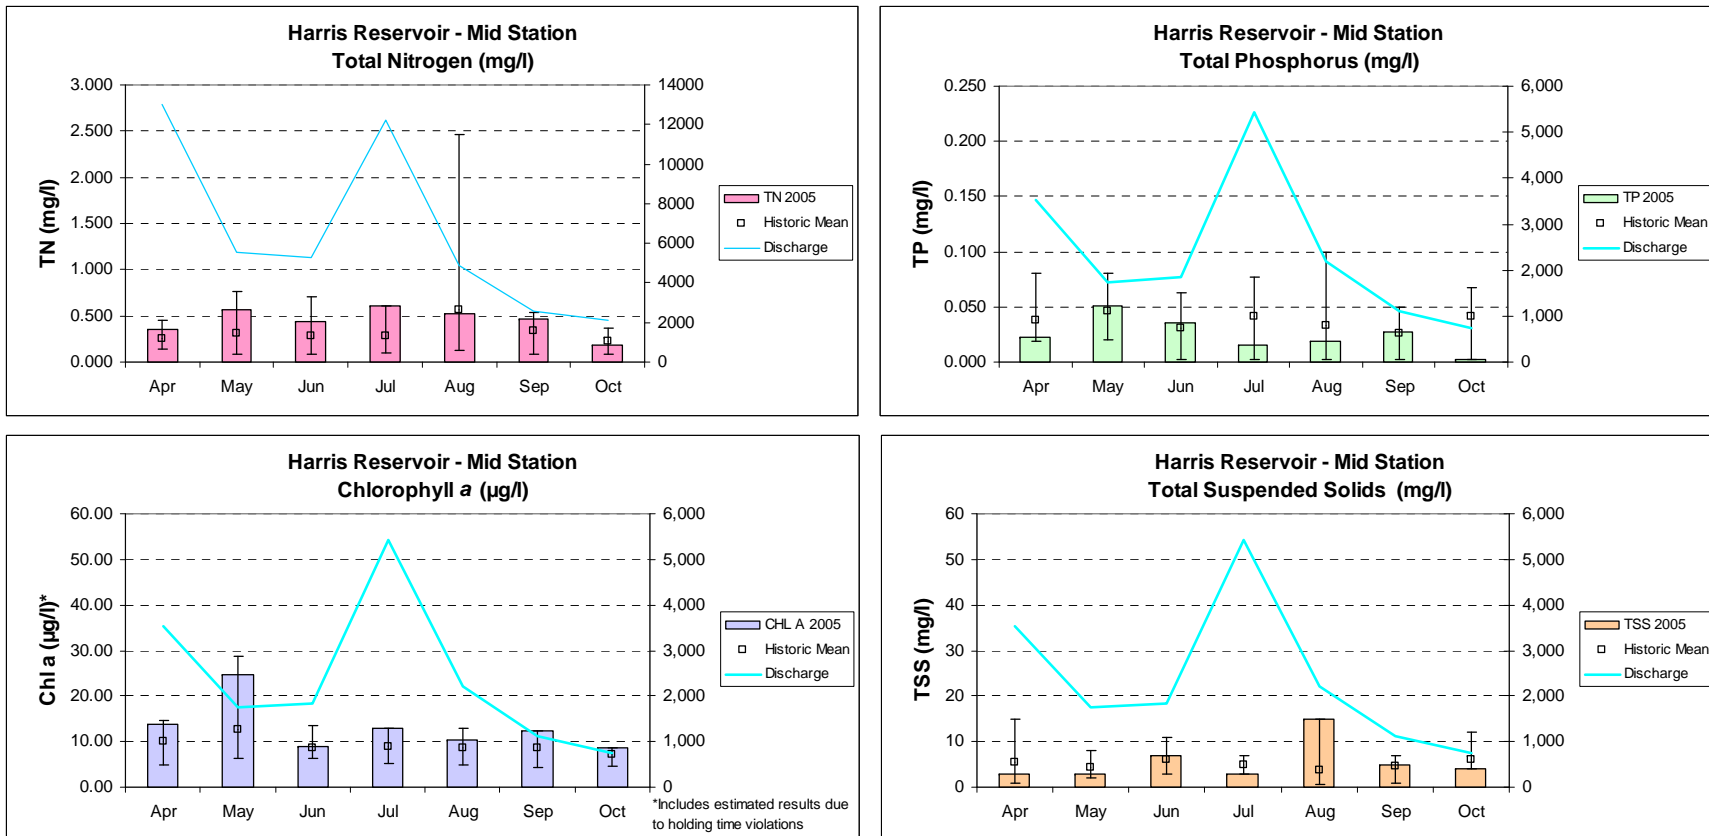 Harris Reservoir - Mid Station
Total Nitrogen (mg/l)
3.000
2.500
2.000
1.500
1.000
0.500
0.000
14000
12000
10000
8000
6000
4000
2000
0
TN (mg/l)
Apr May Jun Jul Aug Sep Oct
TN 2005
Historic Mean
Discharge
Harris Reservoir - Mid Station
Total Phosphorus (mg/l)
0.250
0.200
0.150
0.100
0.050
0.000
6,000
5,000
4,000
3,000
2,000
1,000
0
TP (mg/l)
Apr May Jun Jul Aug Sep Oct
TP 2005
Historic Mean
Discharge
Harris Reservoir - Mid Station
Chlorophyll a (µg/l)
60.00
50.00
40.00
30.00
20.00
10.00
0.00
6,000
5,000
4,000
3,000
2,000
1,000
0
Chl a (µg/l)*
Apr May Jun Jul Aug Sep Oct
CHL A 2005
Historic Mean
Discharge
*Includes estimated results due
to holding time violations
Harris Reservoir - Mid Station
Total Suspended Solids (mg/l)
60
50
40
30
20
10
0
6,000
5,000
4,000
3,000
2,000
1,000
0
TSS (mg/l)
Apr May Jun Jul Aug Sep Oct
TSS 2005
Historic Mean
Discharge